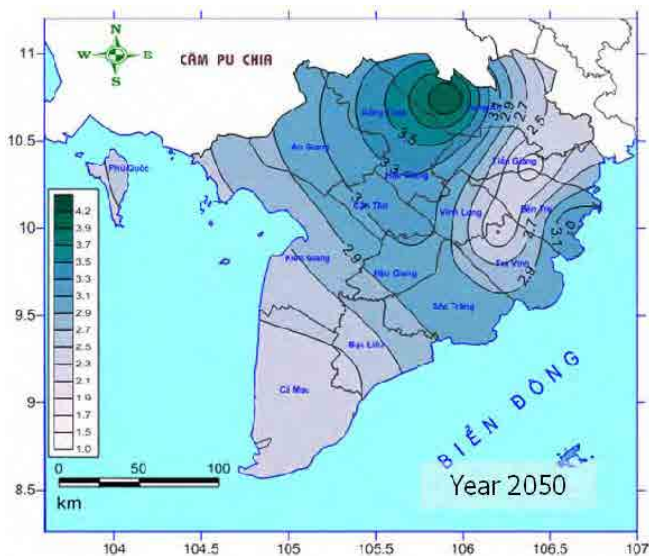 N
W E
S
11
10.5
10
9.5
9
8.5
CĂM PU CHIA
Phú Quốc
An Giang
Đồng Tháp
Tiền Giang
Cần Thơ
Vĩnh Long
Bến Tre
Trà Vinh
Kiên Giang
Hậu Giang
Sóc Trăng
Bạc Liêu
Cà Mau
3.5
2.9
2.7
2.5
2.9
3.1
4.2
3.9
3.7
3.5
3.3
3.1
2.9
2.7
2.5
2.3
2.1
1.9
1.7
1.5
1.0
BIỂN ĐÔNG
0 50 100
km
Year 2050
104 104.5 105 105.5 106 106.5 107